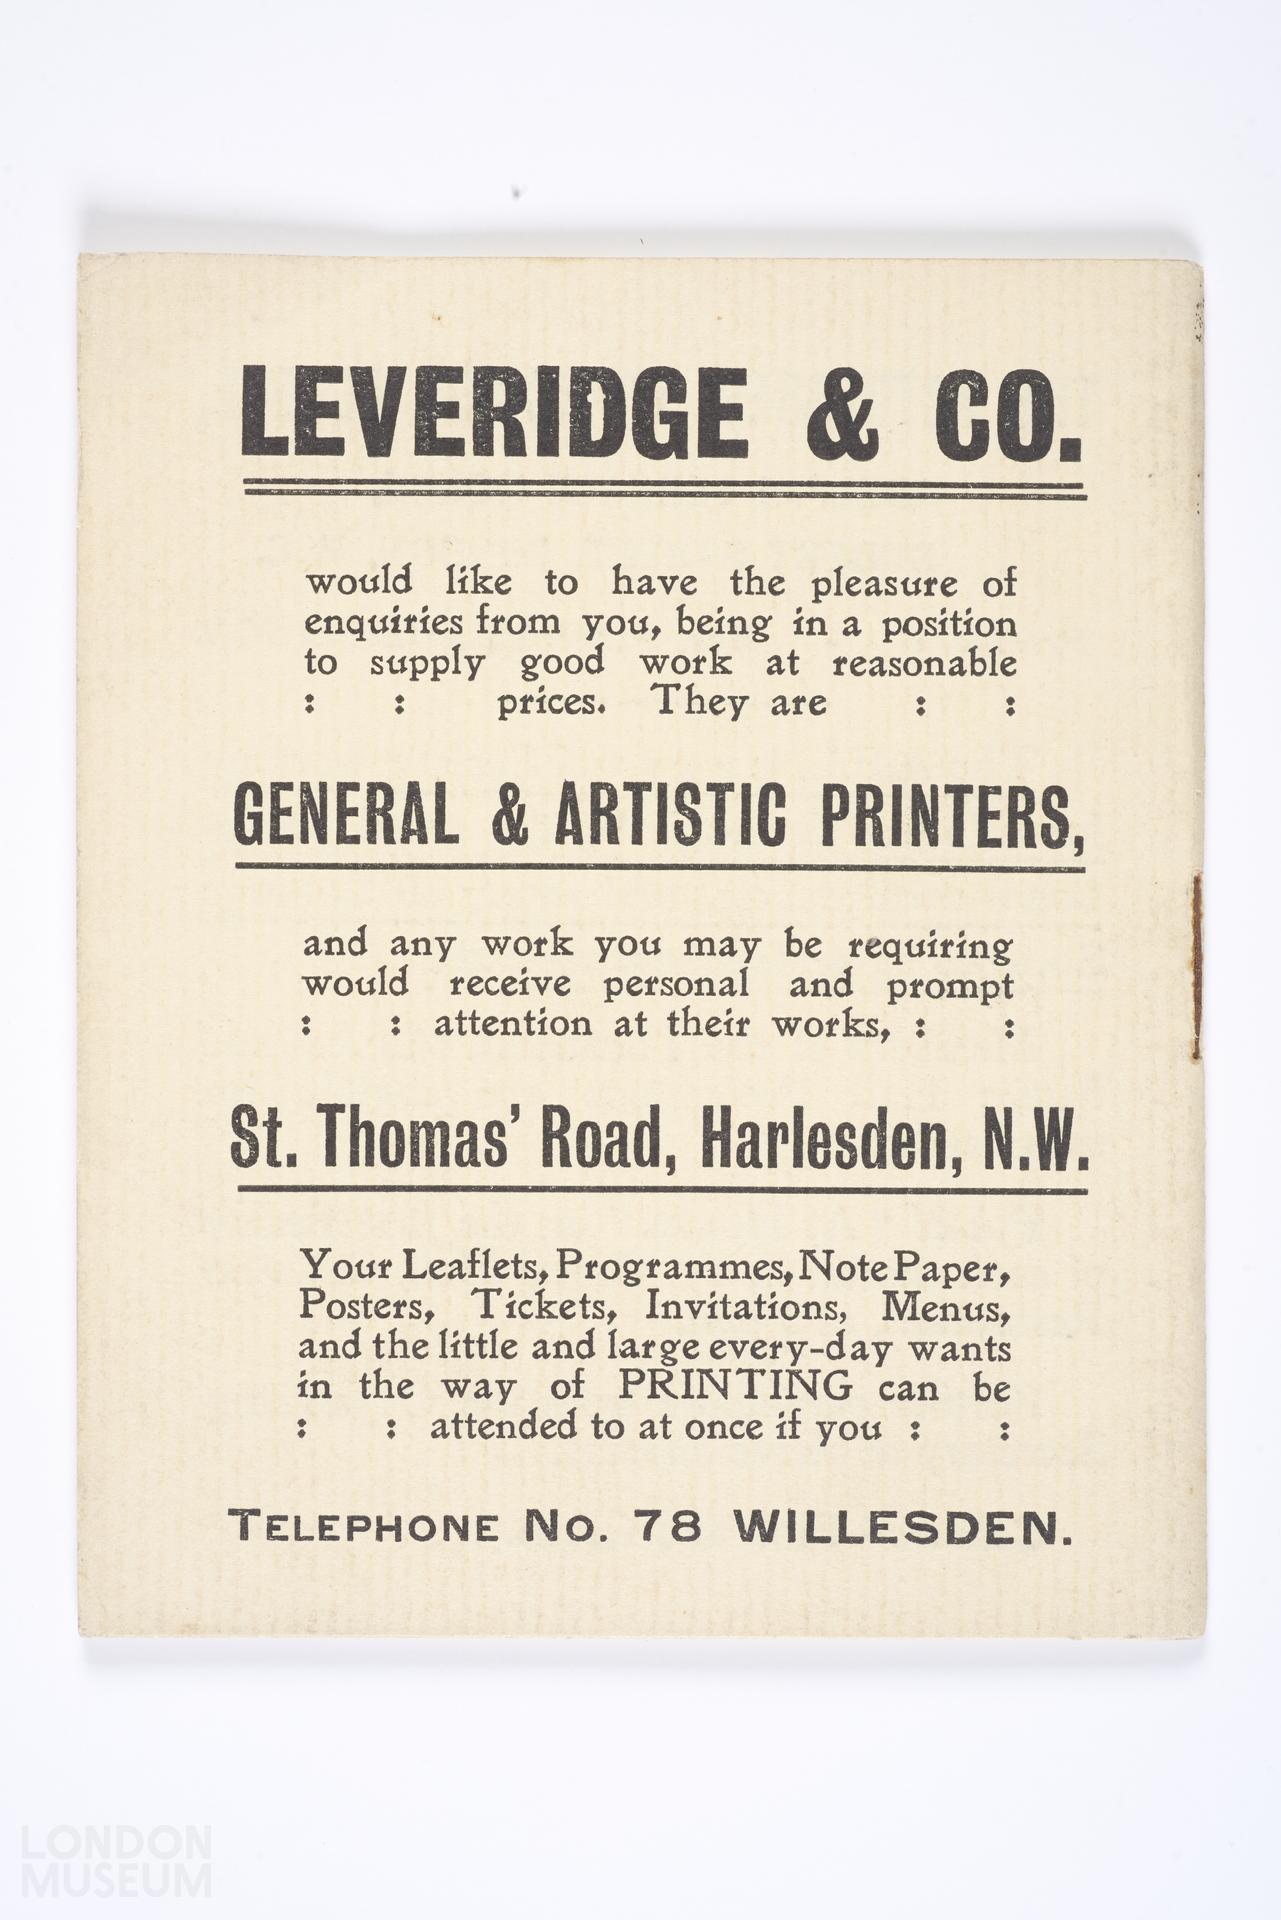 LEVERIDGE & CO.
would like to have the pleasure of
enquiries from you, being in a position
to supply good work at reasonable
: : prices. They are : :
GENERAL & ARTISTIC PRINTERS,
and any work you may be requiring
would receive personal and prompt
: : attention at their works, : :
St. Thomas' Road, Harlesden, N.W.
Your Leaflets, Programmes, Note Paper,
Posters, Tickets, Invitations, Menus,
and the little and large every-day wants
in the way of PRINTING can be
: : attended to at once if you : :
TELEPHONE NO. 78 WILLESDEN.
LONDON
MUSEUM